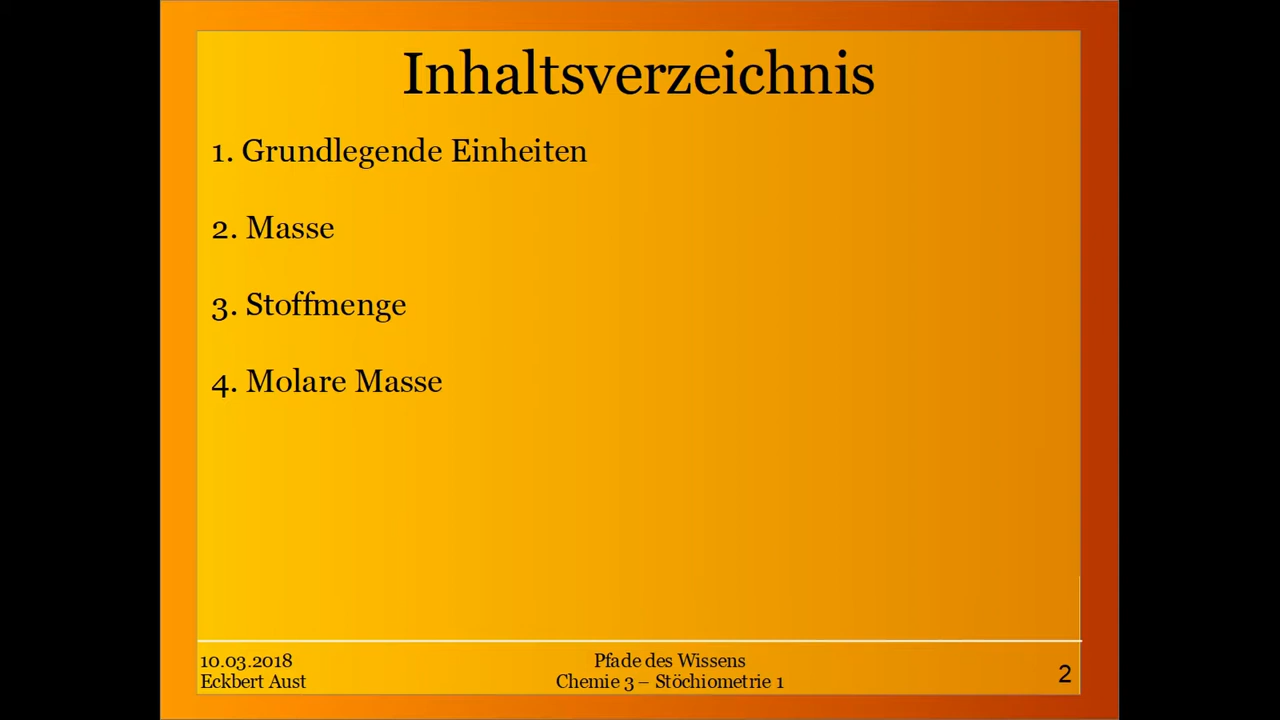 Inhaltsverzeichnis
1. Grundlegende Einheiten
2. Masse
3. Stoffmenge
4. Molare Masse
10.03.2018
Eckbert Aust
Pfade des Wissens
Chemie 3 – Stöchiometrie 1
2